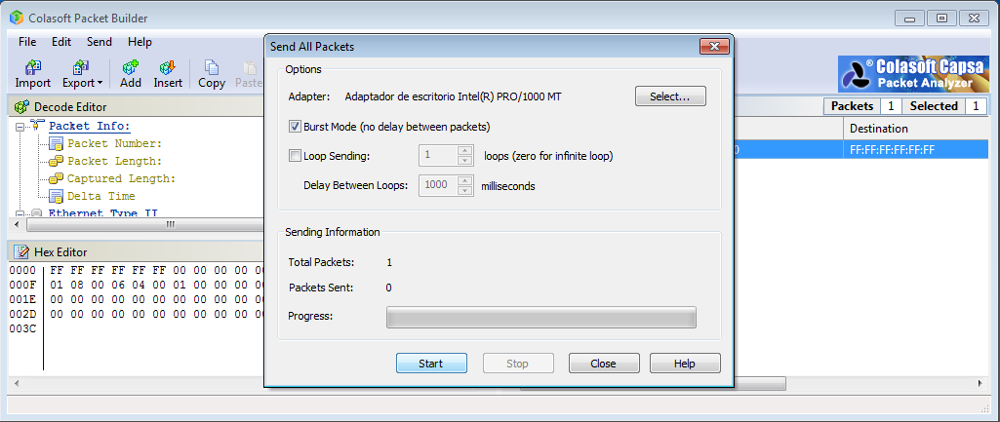 Colasoft Packet Builder
File Edit Send Help
Import Export Add Insert Copy Paste
® Colasoft Capsa
Packet Analyzer
Decode Editor
Packets 1 Selected 1
Packet Info:
Packet Number:
Packet Length:
Captured Length:
Delta Time
Ethernet Type II
Destination
0 FF:FF:FF:FF:FF:FF
Hex Editor
0000 FF FF FF FF FF FF 00 00 00 00 0
000F 01 08 00 06 04 00 01 00 00 00 0
001E 00 00 00 00 00 00 00 00 00 00 0
002D 00 00 00 00 00 00 00 00 00 00 0
003C
Send All Packets
Options
Adapter: Adaptador de escritorio Intel(R) PRO/1000 MT Select...
Burst Mode (no delay between packets)
Loop Sending: 1 loops (zero for infinite loop)
Delay Between Loops: 1000 milliseconds
Sending Information
Total Packets: 1
Packets Sent: 0
Progress:
Start Stop Close Help